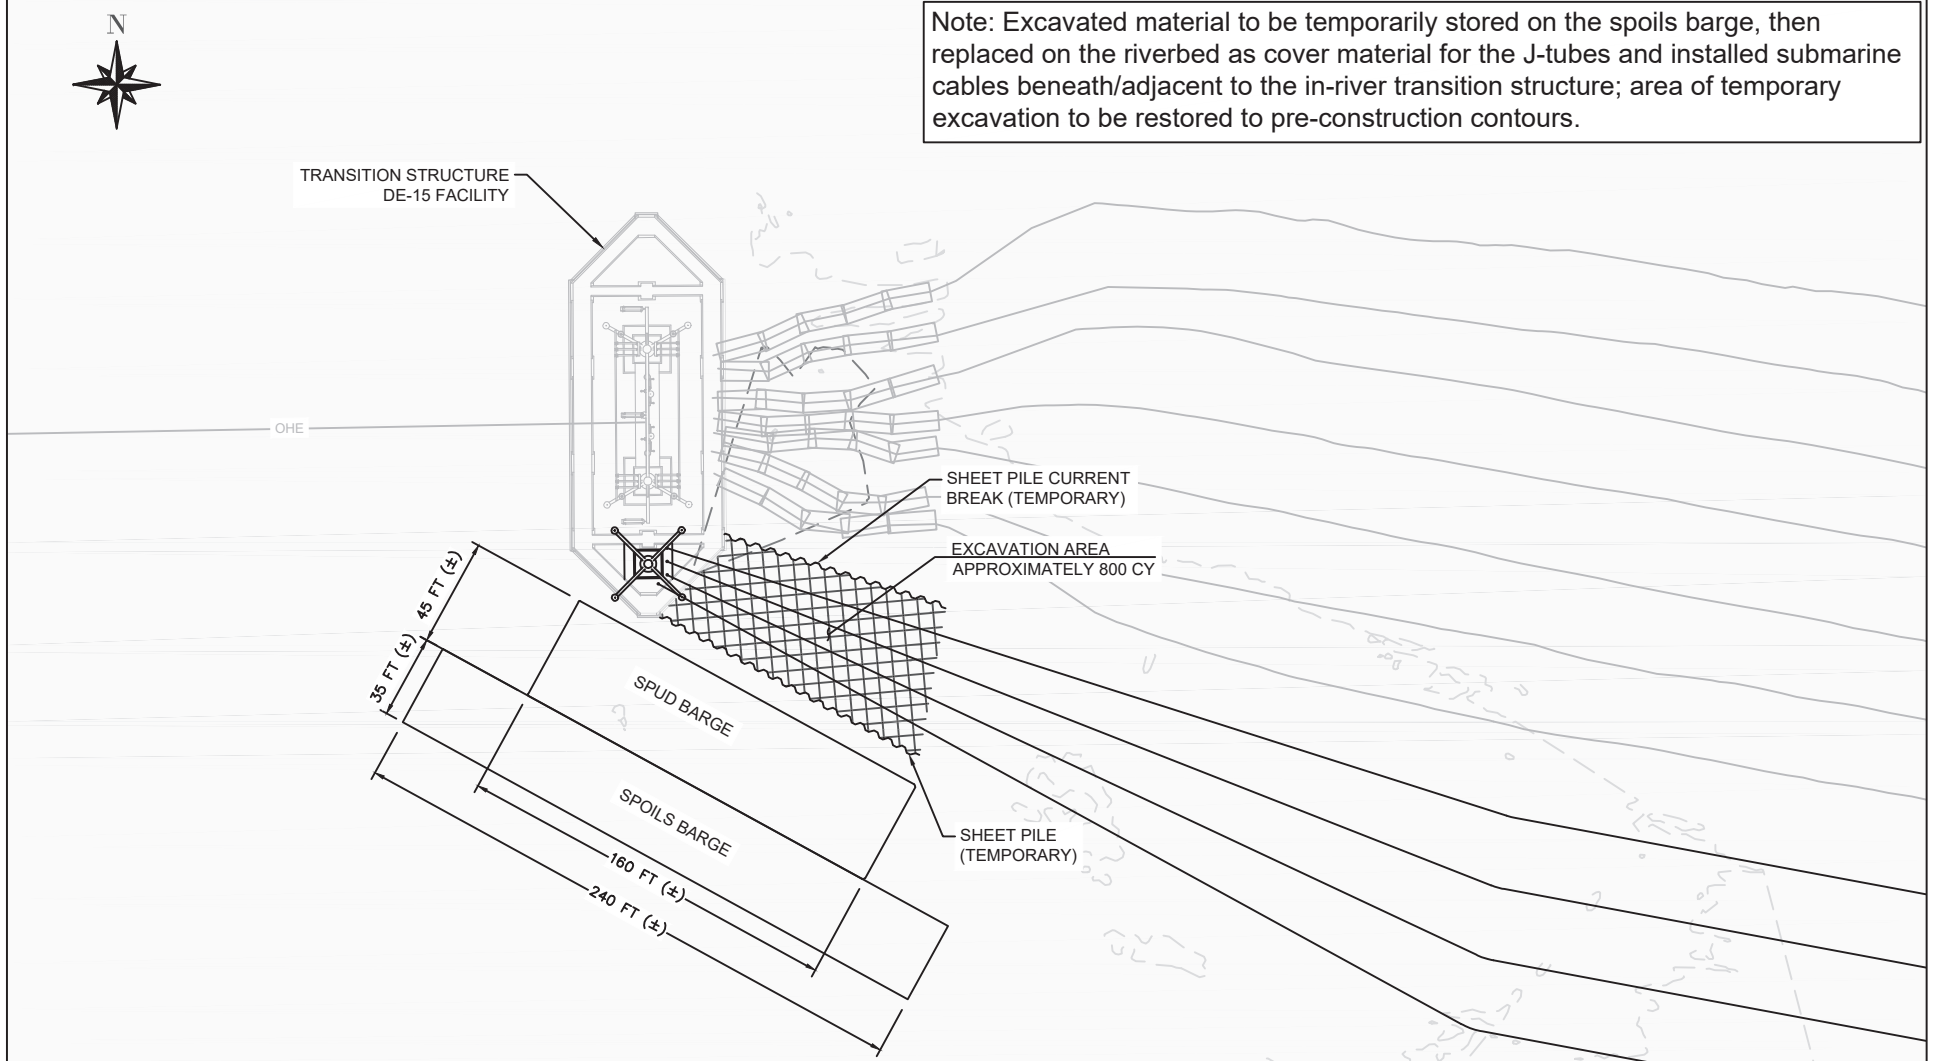 N
Note: Excavated material to be temporarily stored on the spoils barge, then
replaced on the riverbed as cover material for the J-tubes and installed submarine
cables beneath/adjacent to the in-river transition structure; area of temporary
excavation to be restored to pre-construction contours.
TRANSITION STRUCTURE
DE-15 FACILITY
OHE
SHEET PILE CURRENT
BREAK (TEMPORARY)
EXCAVATION AREA
APPROXIMATELY 800 CY
45 FT (±)
35 FT (±)
SPUD BARGE
SPOILS BARGE
160 FT (±)
240 FT (±)
SHEET PILE
(TEMPORARY)